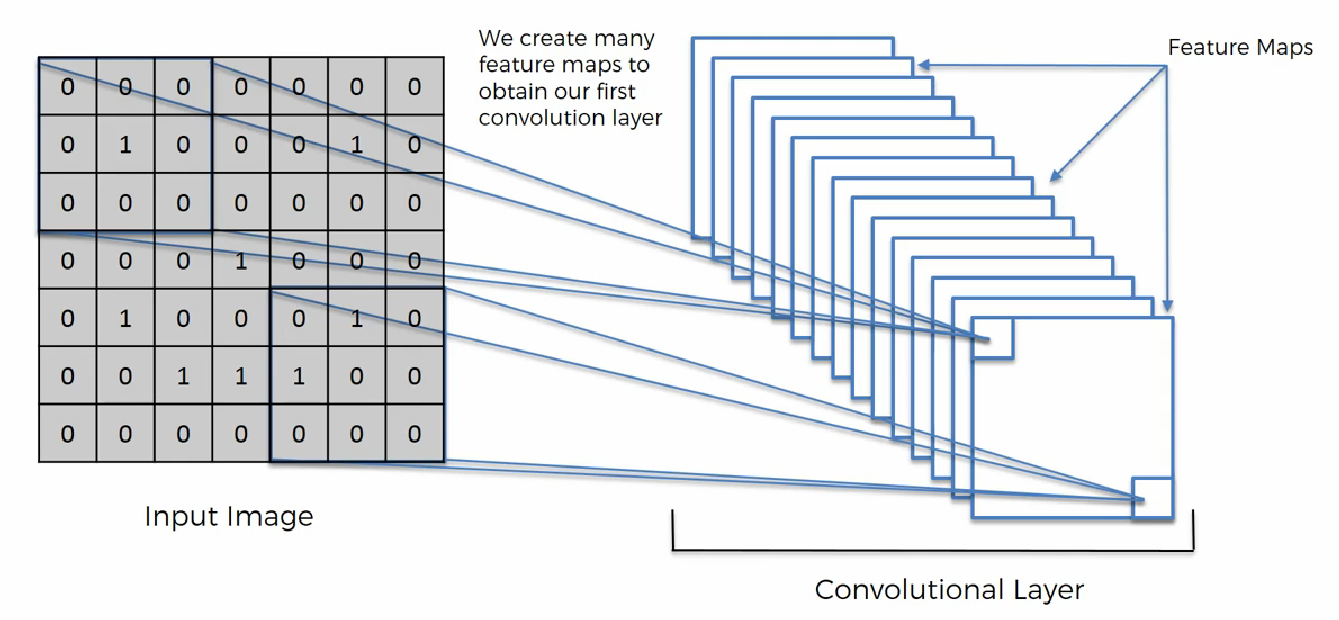 We create many
feature maps to
obtain our first
convolution layer
Feature Maps
0 0 0 0 0 0 0
0 1 0 0 0 1 0
0 0 0 0 0 0 0
0 0 0 1 0 0 0
0 1 0 0 0 1 0
0 0 1 1 1 0 0
0 0 0 0 0 0 0
Input Image
Convolutional Layer